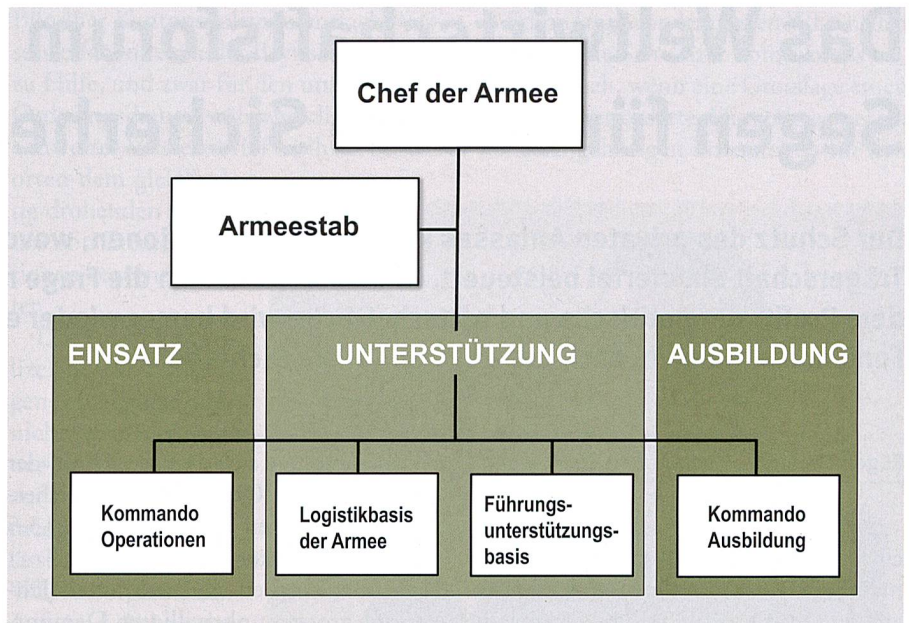 Chef der Armee
Armeestab
EINSATZ
UNTERSTÜTZUNG
AUSBILDUNG
Kommando
Operationen
Logistikbasis
der Armee
Führungs-
unterstützungs-
basis
Kommando
Ausbildung